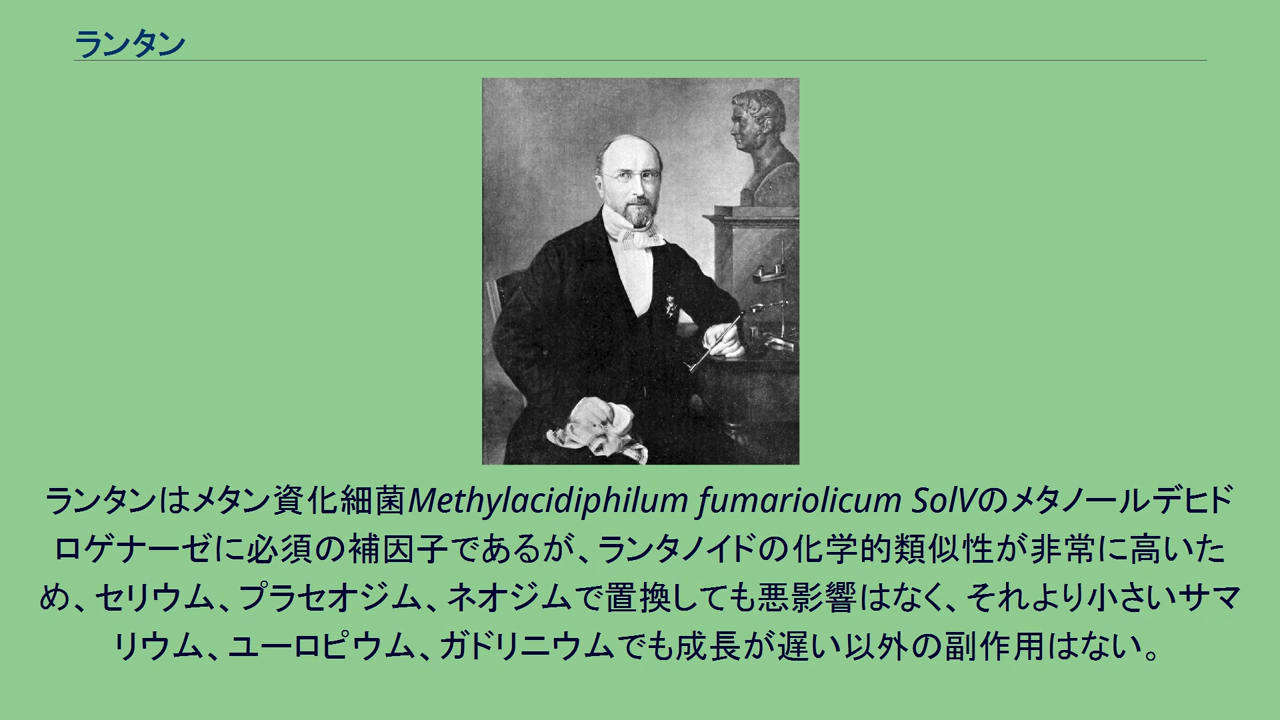 ランタン
ランタンはメタン資化細菌Methylacidiphilum fumariolicum SolVのメタノールデヒド
ロゲナーゼに必須の補因子であるが、ランタノイドの化学的類似性が非常に高いた
め、セリウム、プラセオジム、ネオジムで置換しても悪影響はなく、それより小さいサマ
リウム、ユーロピウム、ガドリニウムでも成長が遅い以外の副作用はない。